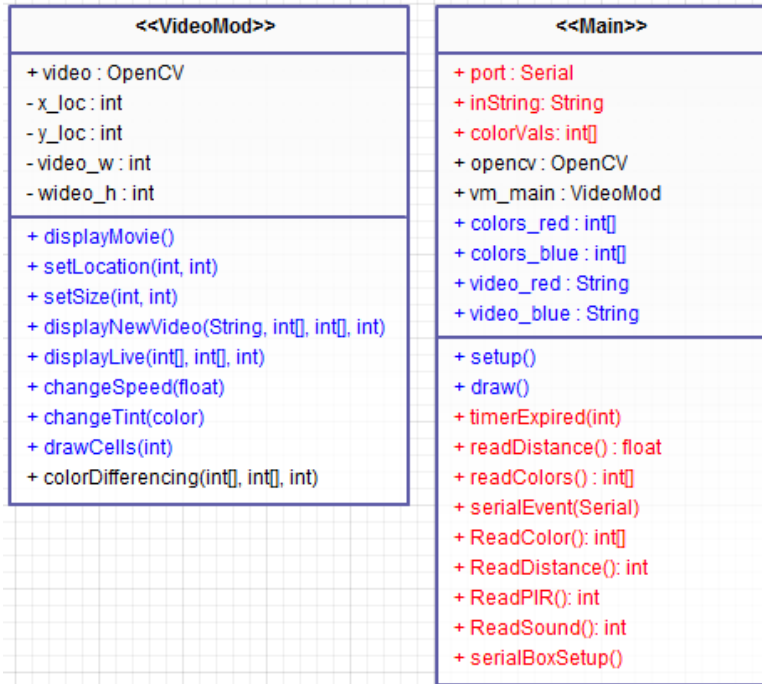 <<VideoMod>>
+ video : OpenCV
- x_loc : int
- y_loc : int
- video_w : int
- wideo_h : int
+ displayMovie()
+ setLocation(int, int)
+ setSize(int, int)
+ displayNewVideo(String, int[], int[], int)
+ displayLive(int[], int[], int)
+ changeSpeed(float)
+ changeTint(color)
+ drawCells(int)
+ colorDifferencing(int[], int[], int)
<<Main>>
+ port : Serial
+ inString: String
+ colorVals: int[]
+ opencv : OpenCV
+ vm_main : VideoMod
+ colors_red : int[]
+ colors_blue : int[]
+ video_red : String
+ video_blue : String
+ setup()
+ draw()
+ timerExpired(int)
+ readDistance() : float
+ readColors() : int[]
+ serialEvent(Serial)
+ ReadColor(): int[]
+ ReadDistance(): int
+ ReadPIR(): int
+ ReadSound(): int
+ serialBoxSetup()